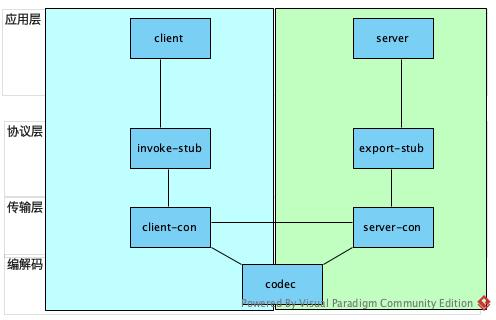 应用层
client
server
协议层
invoke-stub
export-stub
传输层
client-con
server-con
编解码
codec
Powered By Visual Paradigm Community Edition